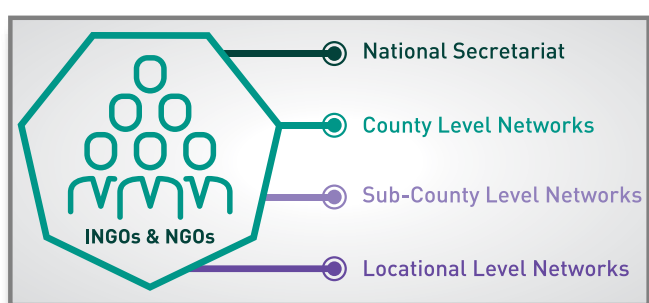 National Secretariat
County Level Networks
Sub-County Level Networks
INGOs & NGOs
Locational Level Networks